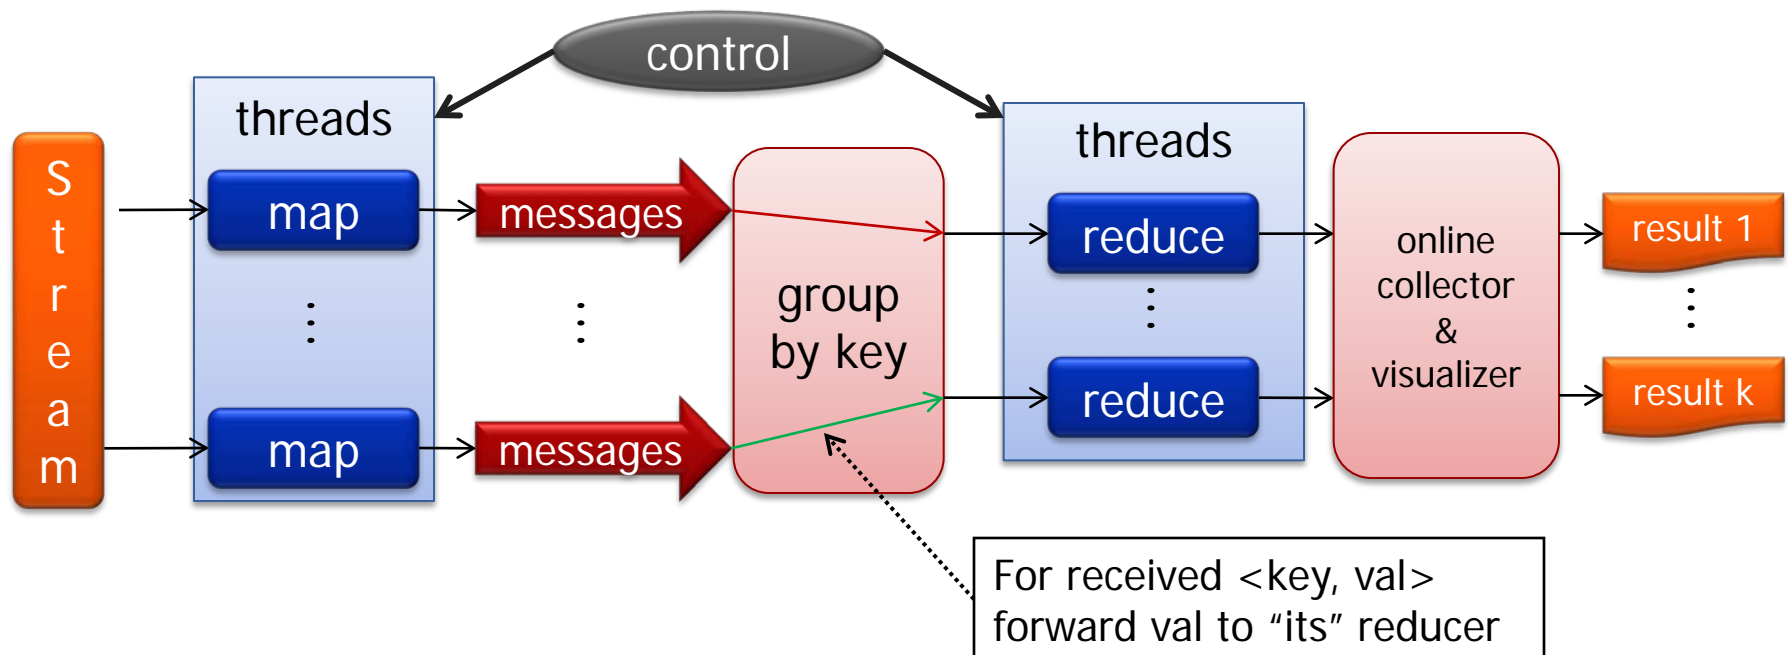 control
threads
threads
Stream
map
messages
reduce
result 1
group
by key
online
collector
&
visualizer
map
messages
reduce
result k
For received <key, val>
forward val to “its” reducer